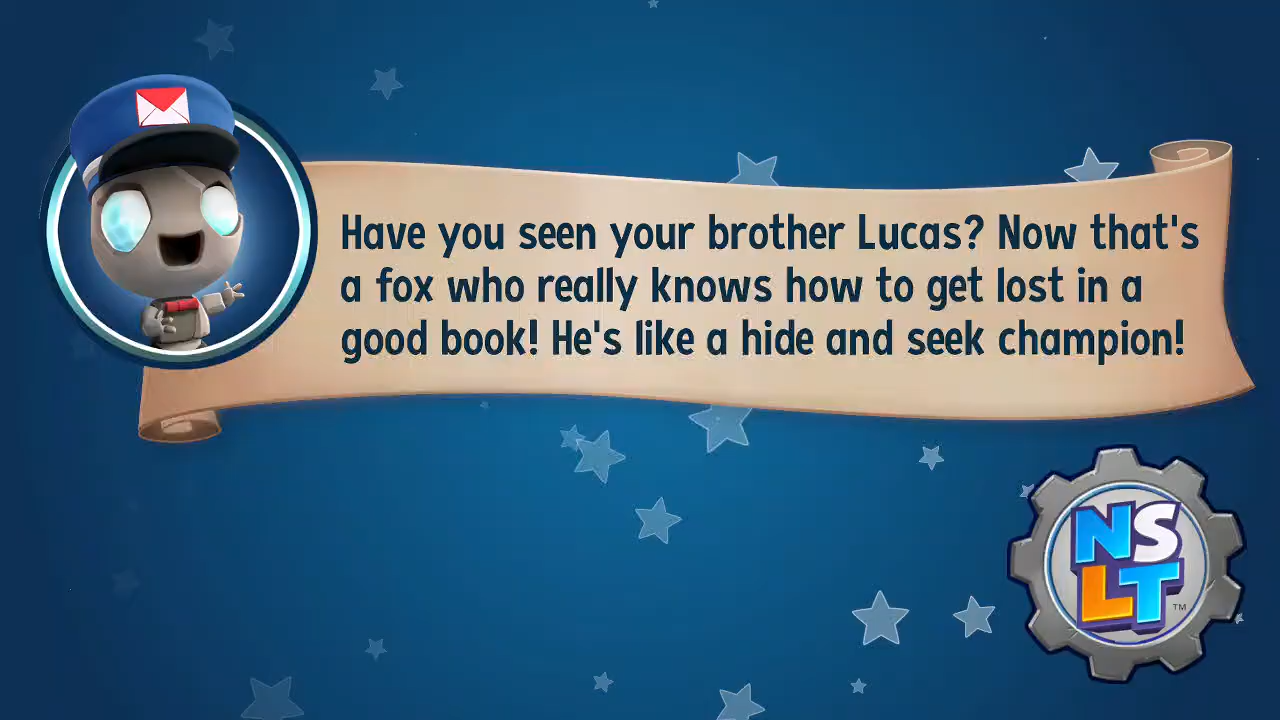 Have you seen your brother Lucas? Now that's
a fox who really knows how to get lost in a
good book! He's like a hide and seek champion!
NS
LT
TM